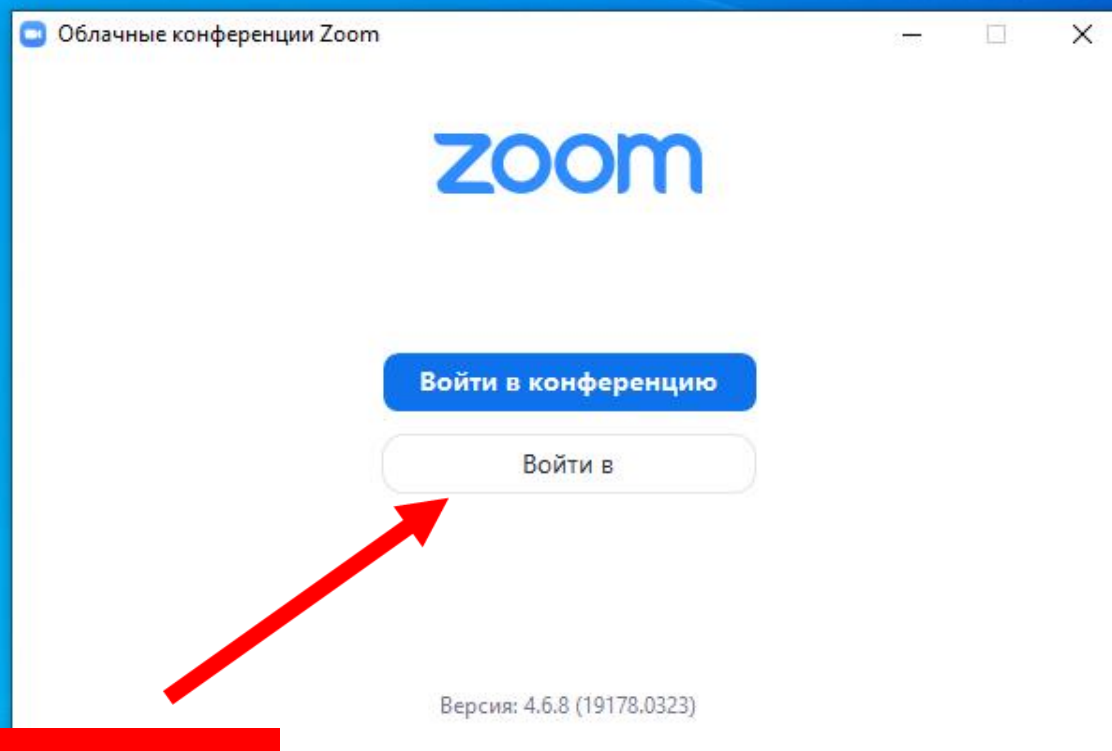 Облачные конференции Zoom
zoom
Войти в конференцию
Войти в
Версия: 4.6.8 (19178.0323)